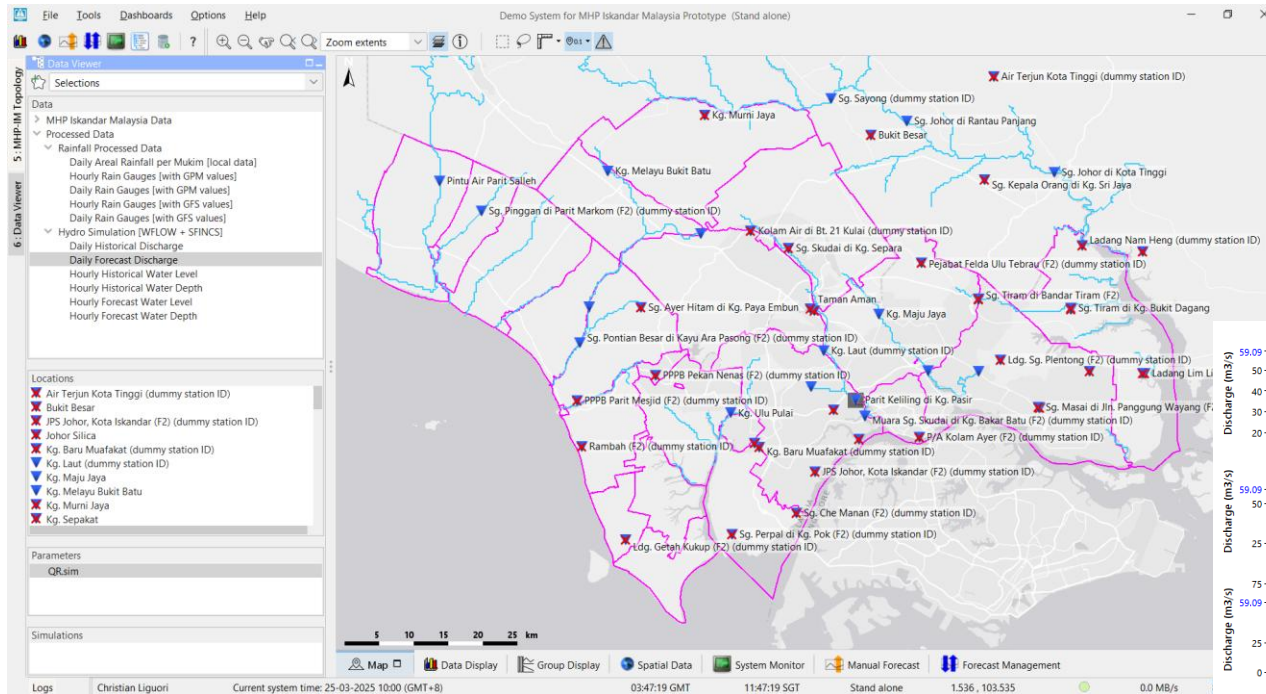 File Tools Dashboards Options Help
Demo System for MHP Iskandar Malaysia Prototype (Stand alone)
? Zoom extents
5 : MHP-IM Topology
6 : Data Viewer
Data Viewer
Selections
Data
MHP Iskandar Malaysia Data
Processed Data
Rainfall Processed Data
Daily Areal Rainfall per Mukim [local data]
Hourly Rain Gauges [with GPM values]
Daily Rain Gauges [with GPM values]
Hourly Rain Gauges [with GFS values]
Daily Rain Gauges [with GFS values]
Hydro Simulation [WFLOW + SFINCS]
Daily Historical Discharge
Daily Forecast Discharge
Hourly Historical Water Level
Hourly Historical Water Depth
Hourly Forecast Water Level
Hourly Forecast Water Depth
Locations
Air Terjun Kota Tinggi (dummy station ID)
Bukit Besar
JPS Johor, Kota Iskandar (F2) (dummy station ID)
Johor Silica
Kg. Baru Muafakat (dummy station ID)
Kg. Laut (dummy station ID)
Kg. Maju Jaya
Kg. Melayu Bukit Batu
Kg. Murni Jaya
Kg. Sepakat
Parameters
QR.sim
Simulations
N
Air Terjun Kota Tinggi (dummy station ID)
Sg. Sayong (dummy station ID)
Kg. Murni Jaya
Sg. Johor di Rantau Panjang
Bukit Besar
Kg. Melayu Bukit Batu
Sg. Johor di Kota Tinggi
Pintu Air Parit Salleh
Sg. Kepala Orang di Kg. Sri Jaya
Sg. Pinggan di Parit Markom (F2) (dummy station ID)
Kolam Air di Bt. 21 Kulai (dummy station ID)
Ladang Nam Heng (dummy station ID)
Sg. Skudai di Kg. Separa
Pejabat Felda Ulu Tebrau (F2) (dummy station ID)
Sg. Tiram di Bandar Tiram (F2)
Taman Aman
Sg. Ayer Hitam di Kg. Paya Embun
Sg. Tiram di Kg. Bukit Dagang
Kg. Maju Jaya
Sg. Pontian Besar di Kayu Ara Pasong (F2) (dummy station ID)
Kg. Laut (dummy station ID)
Ldg. Sg. Plentong (F2) (dummy station ID)
PPPB Pekan Nenas (F2) (dummy station ID)
Ladang Lim Li
PPPB Parit Mesjid (F2) (dummy station ID)
Parit Keliling di Kg. Pasir
Sg. Masai di Jln. Panggung Wayang (F2
Kg. Ulu Pulai
Muara Sg. Skudai di Kg. Bakar Batu (F2) (dummy station ID)
P/A Kolam Ayer (F2) (dummy station ID)
Rambah (F2) (dummy station ID)
Kg. Baru Muafakat (dummy station ID)
JPS Johor, Kota Iskandar (F2) (dummy station ID)
Sg. Che Manan (F2) (dummy station ID)
Sg. Perpal di Kg. Pok (F2) (dummy station ID)
Ldg. Getah Kukup (F2) (dummy station ID)
5 10 15 20 25 km
Discharge (m3/s)
59.09
50
40
30
20
Discharge (m3/s)
59.09
50
25
Discharge (m3/s)
75
59.09
25
0
Map Data Display Group Display Spatial Data System Monitor Manual Forecast Forecast Management
Logs Christian Liguori Current system time: 25-03-2025 10:00 (GMT+8) 03:47:19 GMT 11:47:19 SGT Stand alone 1.536 , 103.535 0.0 MB/s